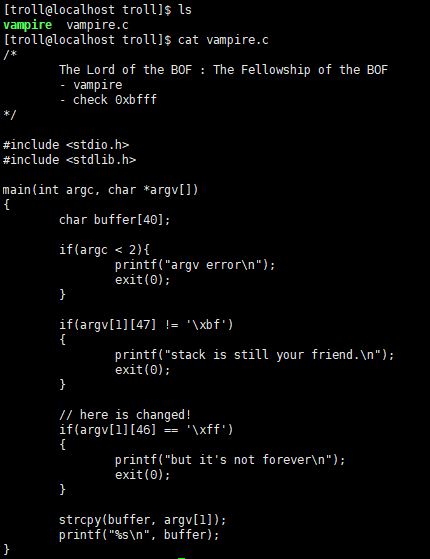 [troll@localhost troll]$ ls
vampire  vampire.c
[troll@localhost troll]$ cat vampire.c
/*
        The Lord of the BOF : The Fellowship of the BOF
        - vampire
        - check 0xbfff
*/

#include <stdio.h>
#include <stdlib.h>

main(int argc, char *argv[])
{
        char buffer[40];

        if(argc < 2){
                printf("argv error\n");
                exit(0);
        }

        if(argv[1][47] != '\xbf')
        {
                printf("stack is still your friend.\n");
                exit(0);
        }

        // here is changed!
        if(argv[1][46] == '\xff')
        {
                printf("but it's not forever\n");
                exit(0);
        }

        strcpy(buffer, argv[1]);
        printf("%s\n", buffer);
}